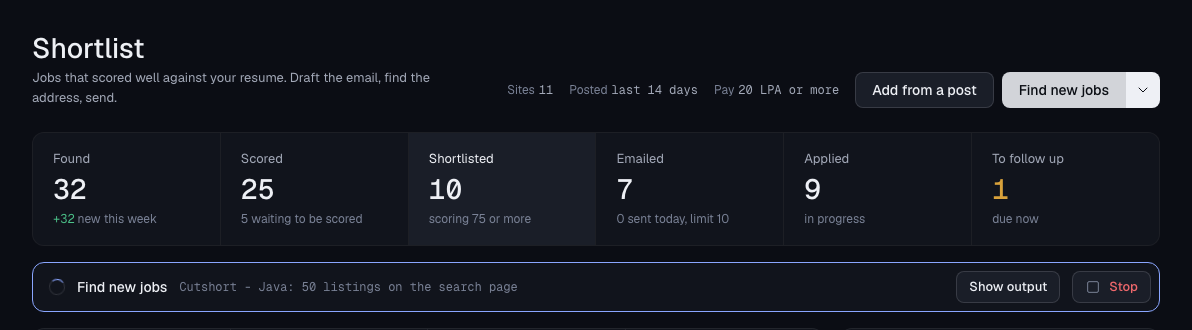 Shortlist
Jobs that scored well against your resume. Draft the email, find the
address, send.
Sites 11 Posted last 14 days Pay 20 LPA or more Add from a post Find new jobs
Found Scored Shortlisted Emailed Applied To follow up
32 25 10 7 9 1
+32 new this week 5 waiting to be scored scoring 75 or more 0 sent today, limit 10 in progress due now
Find new jobs Cutshort - Java: 50 listings on the search page Show output Stop